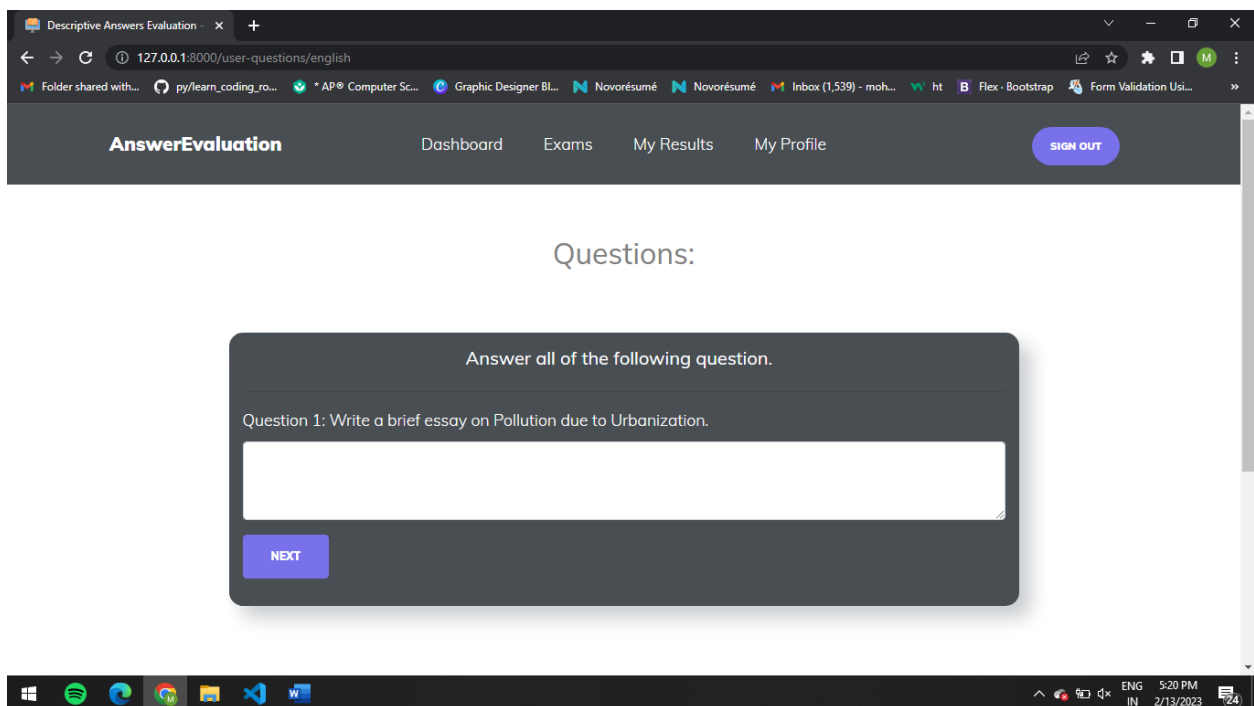 Descriptive Answers Evaluation -
127.0.0.1:8000/user-questions/english
M
Folder shared with... py/learn_coding_ro... * AP® Computer Sc... Graphic Designer Bl... Novorésumé Novorésumé Inbox (1,539) - moh... ht B Flex · Bootstrap Form Validation Usi... »
AnswerEvaluation Dashboard Exams My Results My Profile SIGN OUT
Questions:
Answer all of the following question.
Question 1: Write a brief essay on Pollution due to Urbanization.
NEXT
ENG 5:20 PM
IN 2/13/2023 24